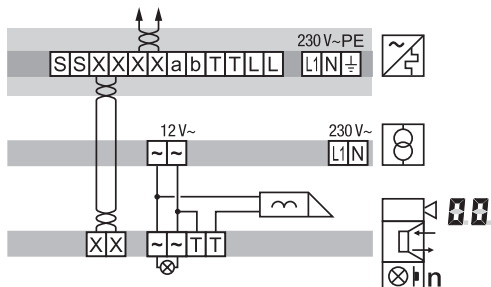 230 V~ PE
S S X X X X a b T T L L L1 N
12 V~ 230 V~
~ ~ L1 N
X X ~ ~ T T
n